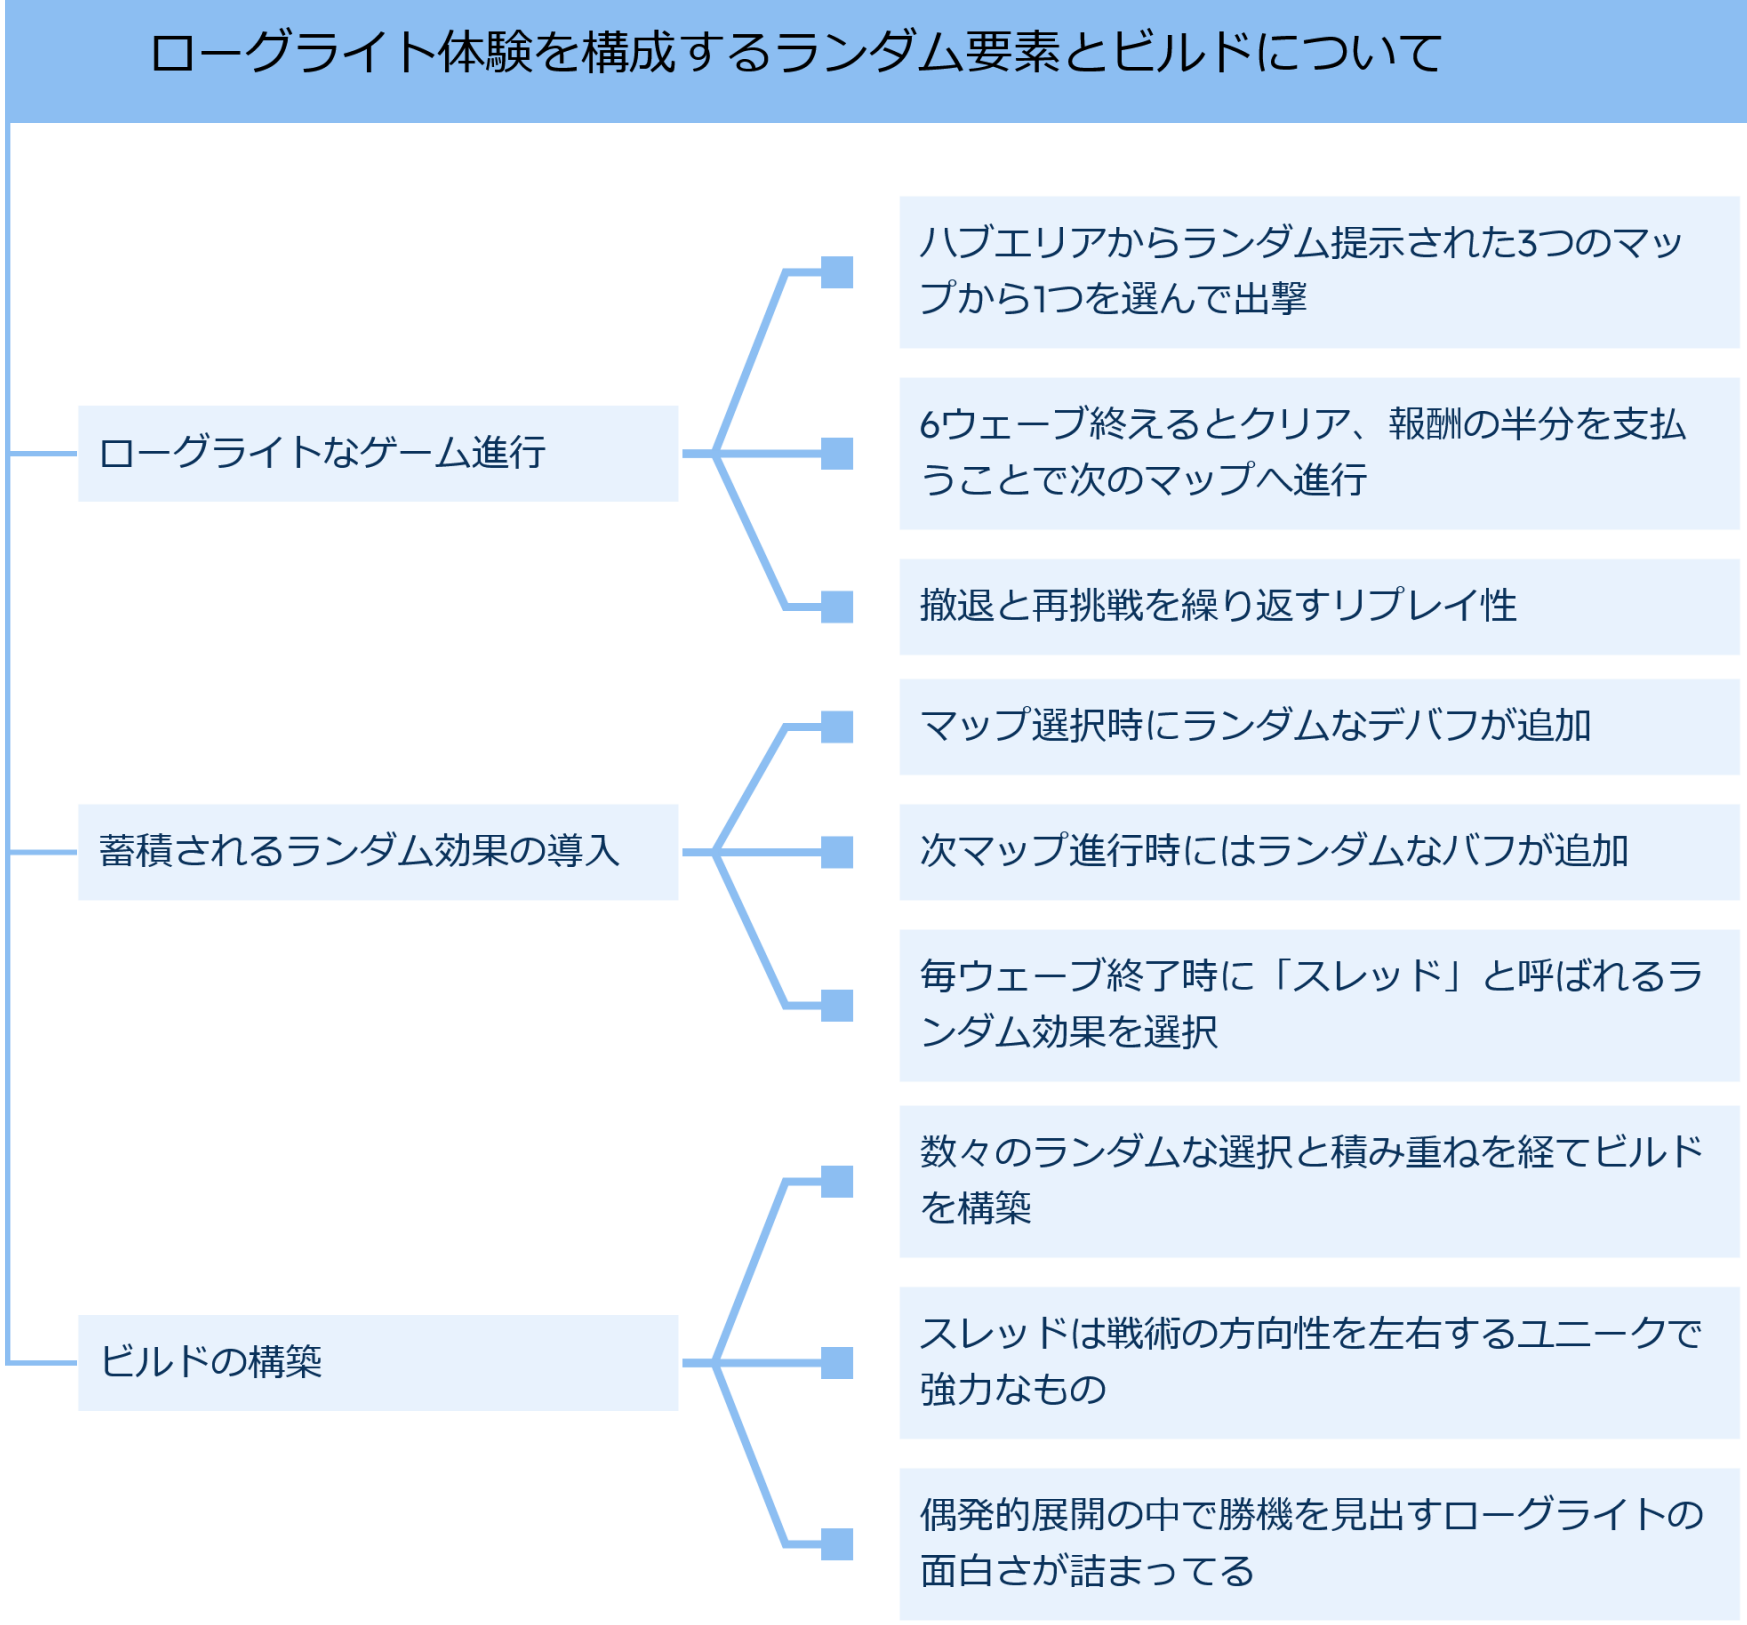 ローグライト体験を構成するランダム要素とビルドについて
ローグライトなゲーム進行
ハブエリアからランダム提示された3つのマッ
プから1つを選んで出撃
6ウェーブ終えるとクリア、報酬の半分を支払
うことで次のマップへ進行
撤退と再挑戦を繰り返すリプレイ性
蓄積されるランダム効果の導入
マップ選択時にランダムなデバフが追加
次マップ進行時にはランダムなバフが追加
毎ウェーブ終了時に「スレッド」と呼ばれるラ
ンダム効果を選択
ビルドの構築
数々のランダムな選択と積み重ねを経てビルド
を構築
スレッドは戦術の方向性を左右するユニークで
強力なもの
偶発的展開の中で勝機を見出すローグライトの
面白さが詰まってる